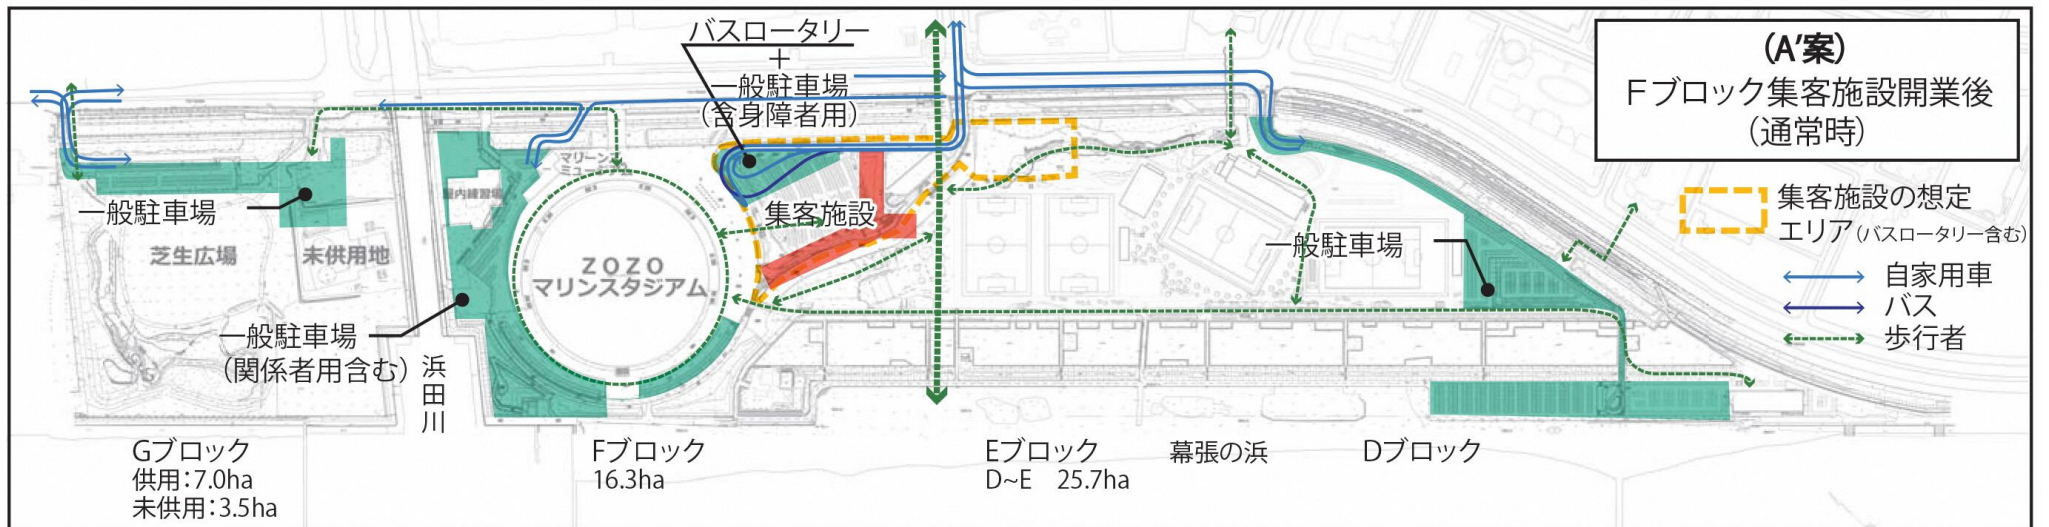 (A′案)
Fブロック集客施設開業後
(通常時)
バスロータリー
+
一般駐車場
(含身障者用)
集客施設の想定
エリア(バスロータリー含む)
自家用車
バス
歩行者
マリーン
ミュー
屋内練習場
一般駐車場
芝生広場
未供用地
ZOZO
マリンスタジアム
集客施設
一般駐車場
一般駐車場
(関係者用含む)
浜田川
Gブロック
供用:7.0ha
未供用:3.5ha
Fブロック
16.3ha
Eブロック
D~E 25.7ha
幕張の浜
Dブロック